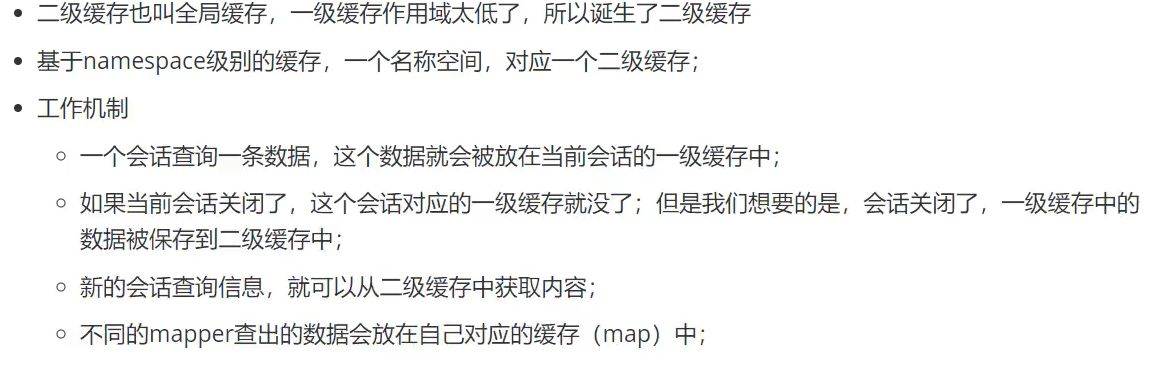 二级缓存也叫全局缓存，一级缓存作用域太低了，所以诞生了二级缓存
基于namespace级别的缓存，一个名称空间，对应一个二级缓存；
工作机制
一个会话查询一条数据，这个数据就会被放在当前会话的一级缓存中；
如果当前会话关闭了，这个会话对应的一级缓存就没了；但是我们想要的是，会话关闭了，一级缓存中的
数据被保存到二级缓存中；
新的会话查询信息，就可以从二级缓存中获取内容；
不同的mapper查出的数据会放在自己对应的缓存（map）中；